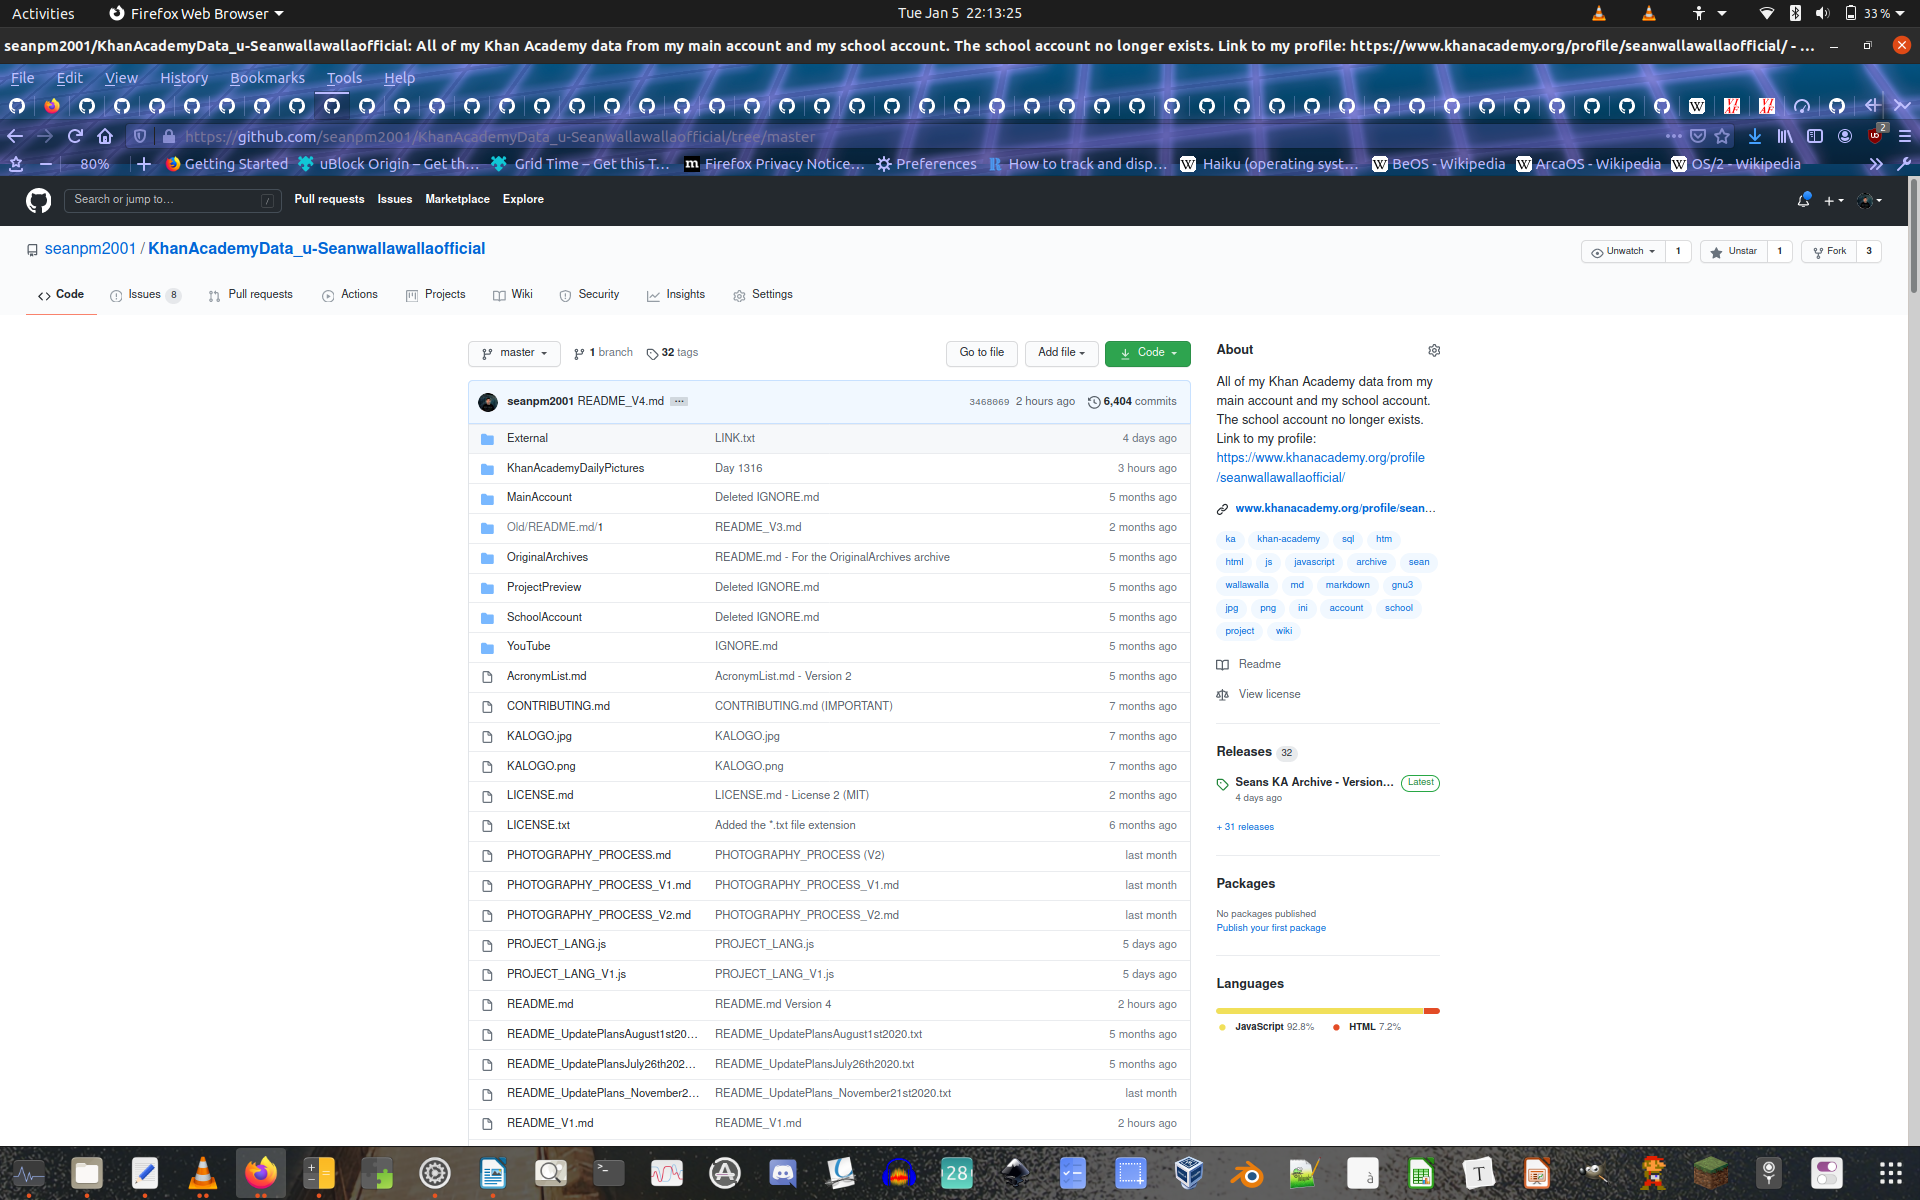 Activities Firefox Web Browser Tue Jan 5 22:13:25 33 %
seanpm2001/KhanAcademyData_u-Seanwallawallaofficial: All of my Khan Academy data from my main account and my school account. The school account no longer exists. Link to my profile: https://www.khanacademy.org/profile/seanwallawallaofficial/ - ...
File Edit View History Bookmarks Tools Help
https://github.com/seanpm2001/KhanAcademyData_u-Seanwallawallaofficial/tree/master 2
80% Getting Started uBlock Origin – Get th… Grid Time – Get this T… Firefox Privacy Notice… Preferences How to track and disp… Haiku (operating syst… BeOS - Wikipedia ArcaOS - Wikipedia OS/2 - Wikipedia
Search or jump to… / Pull requests Issues Marketplace Explore
seanpm2001 / KhanAcademyData_u-Seanwallawallaofficial Unwatch 1 Unstar 1 Fork 3
Code Issues 8 Pull requests Actions Projects Wiki Security Insights Settings
master 1 branch 32 tags Go to file Add file Code
seanpm2001 README_V4.md ... 3468069 2 hours ago 6,404 commits
External LINK.txt 4 days ago
KhanAcademyDailyPictures Day 1316 3 hours ago
MainAccount Deleted IGNORE.md 5 months ago
Old/README.md/1 README_V3.md 2 months ago
OriginalArchives README.md - For the OriginalArchives archive 5 months ago
ProjectPreview Deleted IGNORE.md 5 months ago
SchoolAccount Deleted IGNORE.md 5 months ago
YouTube IGNORE.md 5 months ago
AcronymList.md AcronymList.md - Version 2 5 months ago
CONTRIBUTING.md CONTRIBUTING.md (IMPORTANT) 7 months ago
KALOGO.jpg KALOGO.jpg 7 months ago
KALOGO.png KALOGO.png 7 months ago
LICENSE.md LICENSE.md - License 2 (MIT) 2 months ago
LICENSE.txt Added the *.txt file extension 6 months ago
PHOTOGRAPHY_PROCESS.md PHOTOGRAPHY_PROCESS (V2) last month
PHOTOGRAPHY_PROCESS_V1.md PHOTOGRAPHY_PROCESS_V1.md last month
PHOTOGRAPHY_PROCESS_V2.md PHOTOGRAPHY_PROCESS_V2.md last month
PROJECT_LANG.js PROJECT_LANG.js 5 days ago
PROJECT_LANG_V1.js PROJECT_LANG_V1.js 5 days ago
README.md README.md Version 4 2 hours ago
README_UpdatePlansAugust1st20… README_UpdatePlansAugust1st2020.txt 5 months ago
README_UpdatePlansJuly26th202… README_UpdatePlansJuly26th2020.txt 5 months ago
README_UpdatePlans_November2… README_UpdatePlans_November21st2020.txt last month
README_V1.md README_V1.md 2 hours ago
About
All of my Khan Academy data from my
main account and my school account.
The school account no longer exists.
Link to my profile:
https://www.khanacademy.org/profile
/seanwallawallaofficial/
www.khanacademy.org/profile/sean…
ka khan-academy sql htm
html js javascript archive sean
wallawalla md markdown gnu3
jpg png ini account school
project wiki
Readme
View license
Releases 32
Seans KA Archive - Version… Latest
4 days ago
+ 31 releases
Packages
No packages published
Publish your first package
Languages
JavaScript 92.8% HTML 7.2%
28